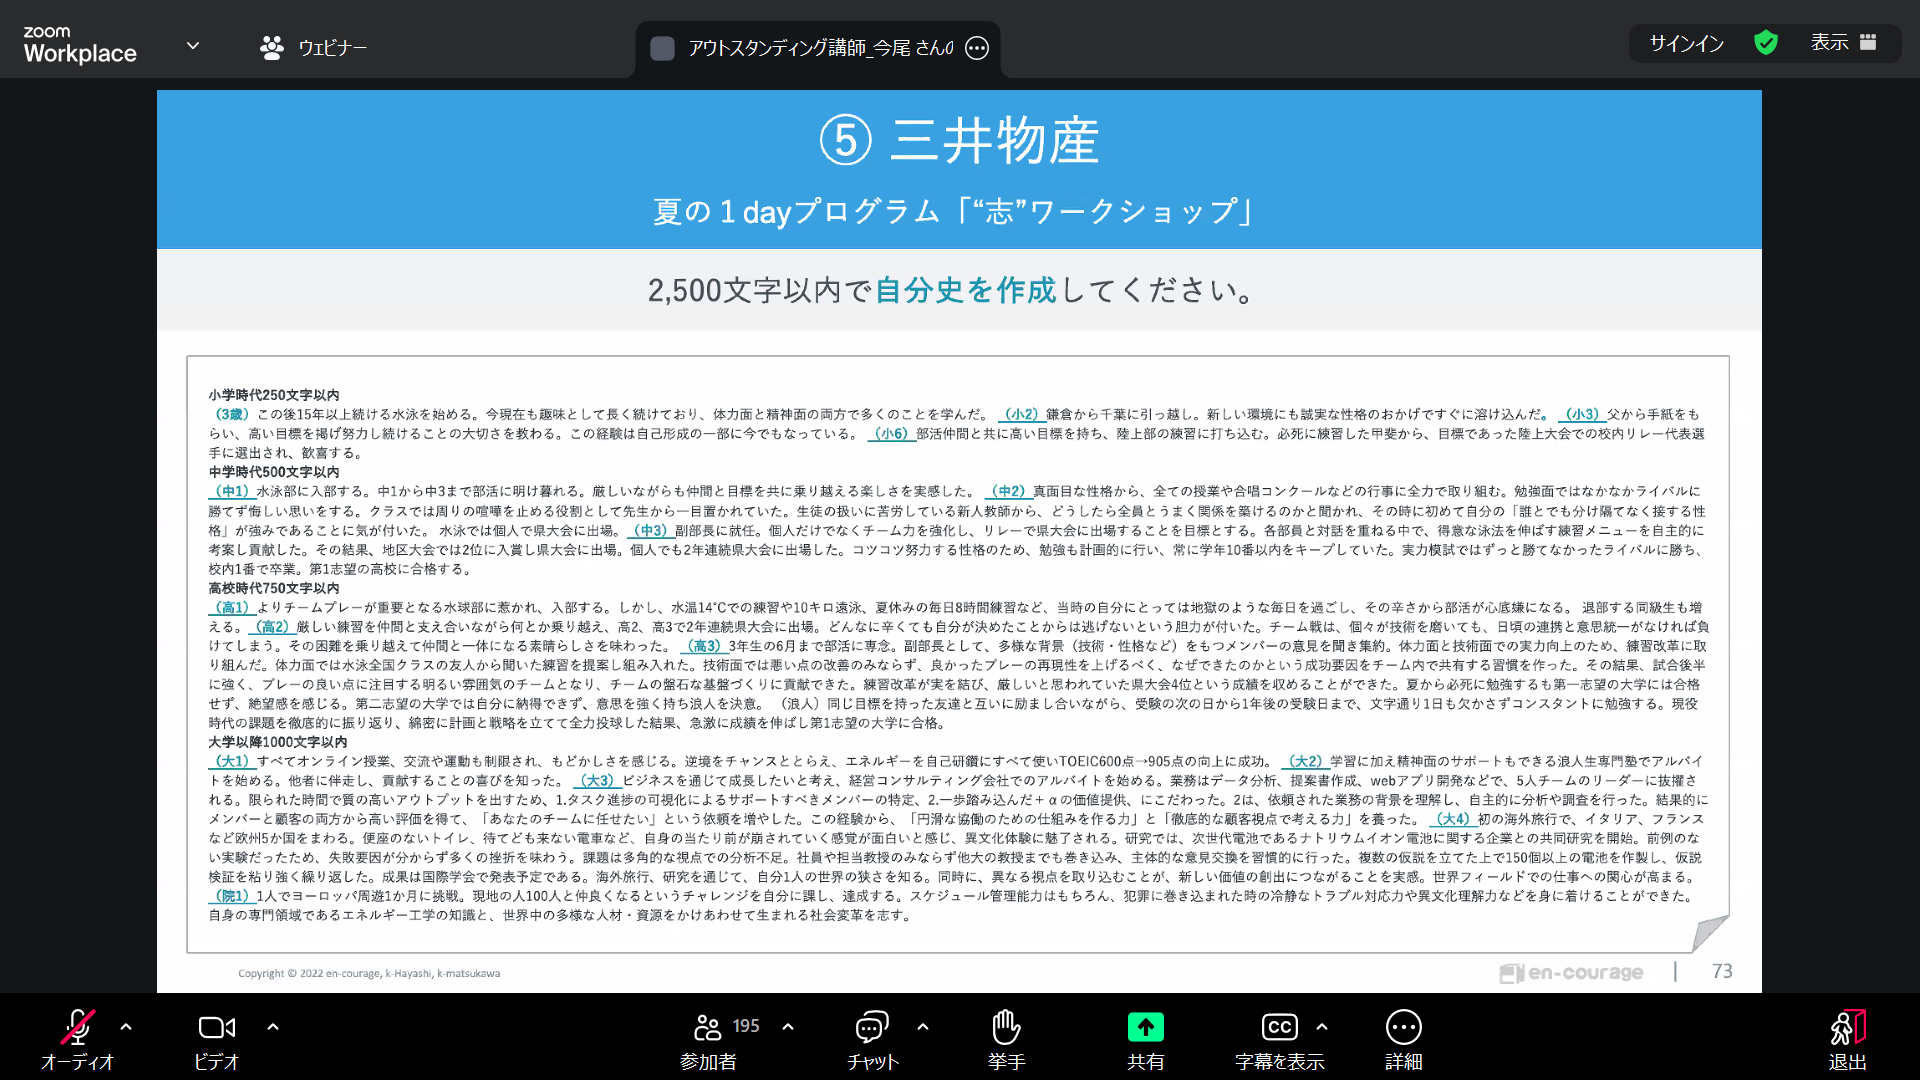 zoom
Workplace
ウェビナー
アウトスタンディング講師_今尾 さんの
サインイン
表示
⑤ 三井物産
夏の１dayプログラム「“志”ワークショップ」
2,500文字以内で自分史を作成してください。
小学時代250文字以内
（3歳）この後15年以上続ける水泳を始める。今現在も趣味として長く続けており、体力面と精神面の両方で多くのことを学んだ。（小2）鎌倉から千葉に引っ越し。新しい環境にも誠実な性格のおかげですぐに溶け込んだ。（小3）父から手紙をも
らい、高い目標を掲げ努力し続けることの大切さを教わる。この経験は自己形成の一部に今でもなっている。（小6）部活仲間と共に高い目標を持ち、陸上部の練習に打ち込む。必死に練習した甲斐から、目標であった陸上大会での校内リレー代表選
手に選出され、歓喜する。
中学時代500文字以内
（中1）水泳部に入部する。中1から中3まで部活に明け暮れる。厳しいながらも仲間と目標を共に乗り越える楽しさを実感した。（中2）真面目な性格から、全ての授業や合唱コンクールなどの行事に全力で取り組む。勉強面ではなかなかライバルに
勝てず悔しい思いをする。クラスでは周りの喧嘩を止める役割として先生から一目置かれていた。生徒の扱いに苦労している新人教師から、どうしたら全員とうまく関係を築けるのかと聞かれ、その時に初めて自分の「誰とでも分け隔てなく接する性
格」が強みであることに気が付いた。 水泳では個人で県大会に出場。（中3）副部長に就任。個人だけでなくチーム力を強化し、リレーで県大会に出場することを目標とする。各部員と対話を重ねる中で、得意な泳法を伸ばす練習メニューを自主的に
考案し貢献した。その結果、地区大会では2位に入賞し県大会に出場。個人でも2年連続県大会に出場した。コツコツ努力する性格のため、勉強も計画的に行い、常に学年10番以内をキープしていた。実力模試ではずっと勝てなかったライバルに勝ち、
校内1番で卒業。第1志望の高校に合格する。
高校時代750文字以内
（高1）よりチームプレーが重要となる水球部に惹かれ、入部する。しかし、水温14℃での練習や10キロ遠泳、夏休みの毎日8時間練習など、当時の自分にとっては地獄のような毎日を過ごし、その辛さから部活が心底嫌になる。 退部する同級生も増
える。（高2）厳しい練習を仲間と支え合いながら何とか乗り越え、高2、高3で2年連続県大会に出場。どんなに辛くても自分が決めたことからは逃げないという胆力が付いた。チーム戦は、個々が技術を磨いても、日頃の連携と意思統一がなければ負
けてしまう。その困難を乗り越えて仲間と一体になる素晴らしさを味わった。（高3）3年生の6月まで部活に専念。副部長として、多様な背景（技術・性格など）をもつメンバーの意見を聞き集約。体力面と技術面での実力向上のため、練習改革に取
り組んだ。体力面では水泳全国クラスの友人から聞いた練習を提案し組み入れた。技術面では悪い点の改善のみならず、良かったプレーの再現性を上げるべく、なぜできたのかという成功要因をチーム内で共有する習慣を作った。その結果、試合後半
に強く、プレーの良い点に注目する明るい雰囲気のチームとなり、チームの盤石な基盤づくりに貢献できた。練習改革が実を結び、厳しいと思われていた県大会4位という成績を収めることができた。夏から必死に勉強するも第一志望の大学には合格
せず、絶望感を感じる。第二志望の大学では自分に納得できず、意思を強く持ち浪人を決意。（浪人）同じ目標を持った友達と互いに励まし合いながら、受験の次の日から1年後の受験日まで、文字通り1日も欠かさずコンスタントに勉強する。現役
時代の課題を徹底的に振り返り、綿密に計画と戦略を立てて全力投球した結果、急激に成績を伸ばし第1志望の大学に合格。
大学以降1000文字以内
（大1）すべてオンライン授業、交流や運動も制限され、もどかしさを感じる。逆境をチャンスととらえ、エネルギーを自己研鑽にすべて使いTOEIC600点→905点の向上に成功。（大2）学習に加え精神面のサポートもできる浪人生専門塾でアルバイ
トを始める。他者に伴走し、貢献することの喜びを知った。（大3）ビジネスを通じて成長したいと考え、経営コンサルティング会社でのアルバイトを始める。業務はデータ分析、提案書作成、webアプリ開発などで、5人チームのリーダーに抜擢さ
れる。限られた時間で質の高いアウトプットを出すため、1.タスク進捗の可視化によるサポートすべきメンバーの特定、2.一歩踏み込んだ＋αの価値提供、にこだわった。2は、依頼された業務の背景を理解し、自主的に分析や調査を行った。結果的に
メンバーと顧客の両方から高い評価を得て、「あなたのチームに任せたい」という依頼を増やした。この経験から、「円滑な協働のための仕組みを作る力」と「徹底的な顧客視点で考える力」を養った。（大4）初の海外旅行で、イタリア、フランス
など欧州5か国をまわる。便座のないトイレ、待てども来ない電車など、自身の当たり前が崩されていく感覚が面白いと感じ、異文化体験に魅了される。研究では、次世代電池であるナトリウムイオン電池に関する企業との共同研究を開始。前例のな
い実験だったため、失敗要因が分からず多くの挫折を味わう。課題は多角的な視点での分析不足。社員や担当教授のみならず他大の教授までも巻き込み、主体的な意見交換を習慣的に行った。複数の仮説を立てた上で150個以上の電池を作製し、仮説
検証を粘り強く繰り返した。成果は国際学会で発表予定である。海外旅行、研究を通じて、自分1人の世界の狭さを知る。同時に、異なる視点を取り込むことが、新しい価値の創出につながることを実感。世界フィールドでの仕事への関心が高まる。
（院1）1人でヨーロッパ周遊1か月に挑戦。現地の人100人と仲良くなるというチャレンジを自分に課し、達成する。スケジュール管理能力はもちろん、犯罪に巻き込まれた時の冷静なトラブル対応力や異文化理解力などを身に着けることができた。
自身の専門領域であるエネルギー工学の知識と、世界中の多様な人材・資源をかけあわせて生まれる社会変革を志す。
Copyright © 2022 en-courage, k-Hayashi, k-matsukawa
en-courage
73
オーディオ
ビデオ
195
参加者
チャット
挙手
共有
CC
字幕を表示
詳細
退出